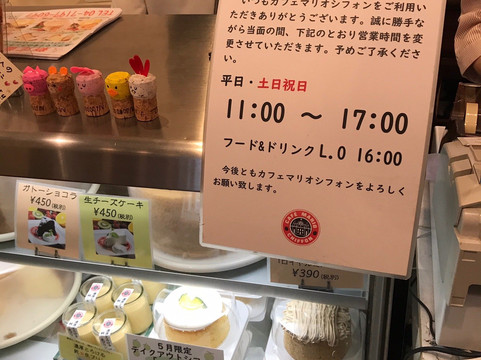 いつもカフェマリオシフォンをご利用い
ただきありがとうございます。誠に勝手な
がら当面の間、下記のとおり営業時間を変
更させていただきます。予めご了承くださ
い。
平日・土日祝日
11:00 ～ 17:00
フード&ドリンク L.O 16:00
今後ともカフェマリオシフォンをよろしく
お願い致します。
CAFE MARIO
CHIFFON
ガトーショコラ
¥450(税別)
生チーズケーキ
¥450(税別)
¥390(税別)
5月限定
テイクアウト